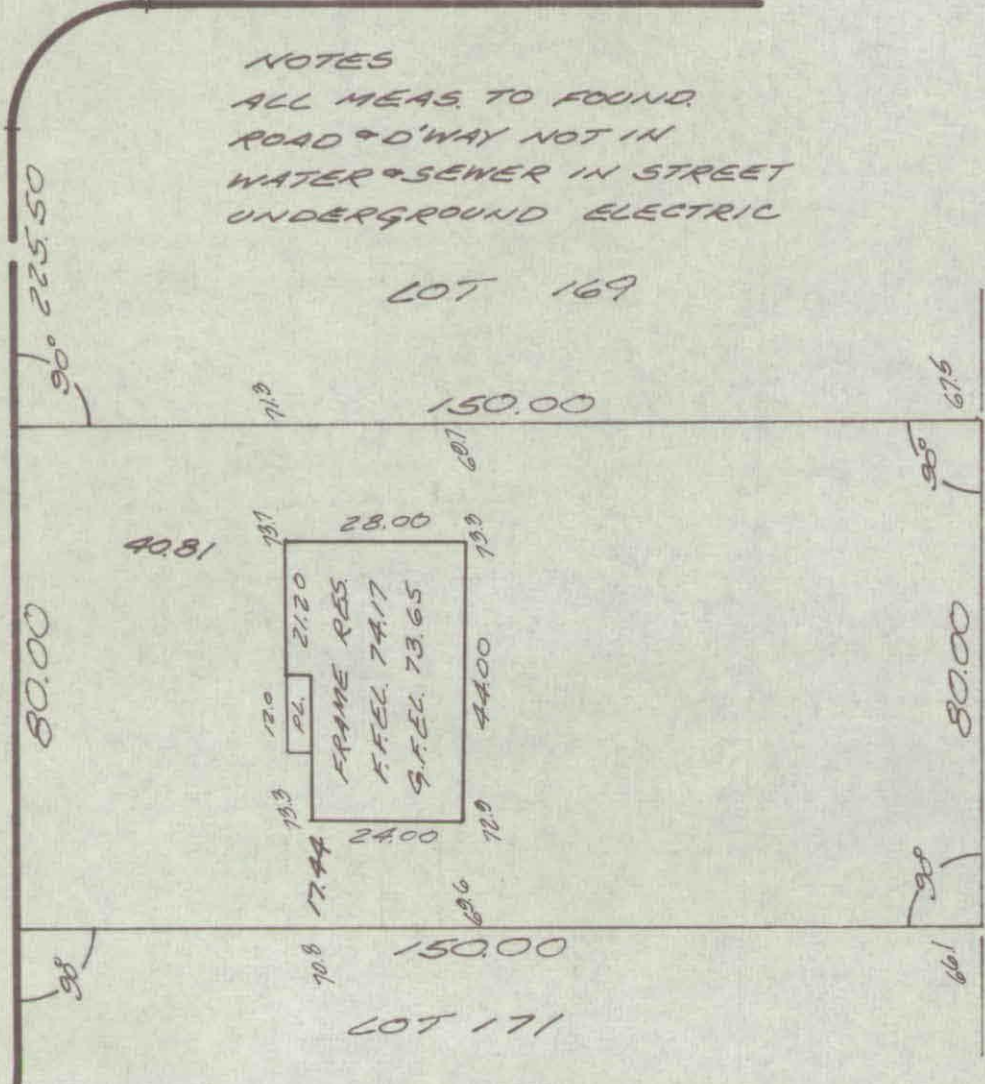 NOTES
ALL MEAS. TO FOUND.
ROAD & D'WAY NOT IN
WATER & SEWER IN STREET
UNDERGROUND ELECTRIC
LOT 169
225.50
90°
71.3
150.00
67.5
69.7
90°
40.81
73.7
28.00
73.3
80.00
21.20
12.0
P.L.
FRAME RES.
F.F.EL. 74.17
G.F.EL. 73.65
44.00
80.00
73.3
24.00
72.9
17.44
69.6
90°
90°
70.8
150.00
66.1
LOT 171